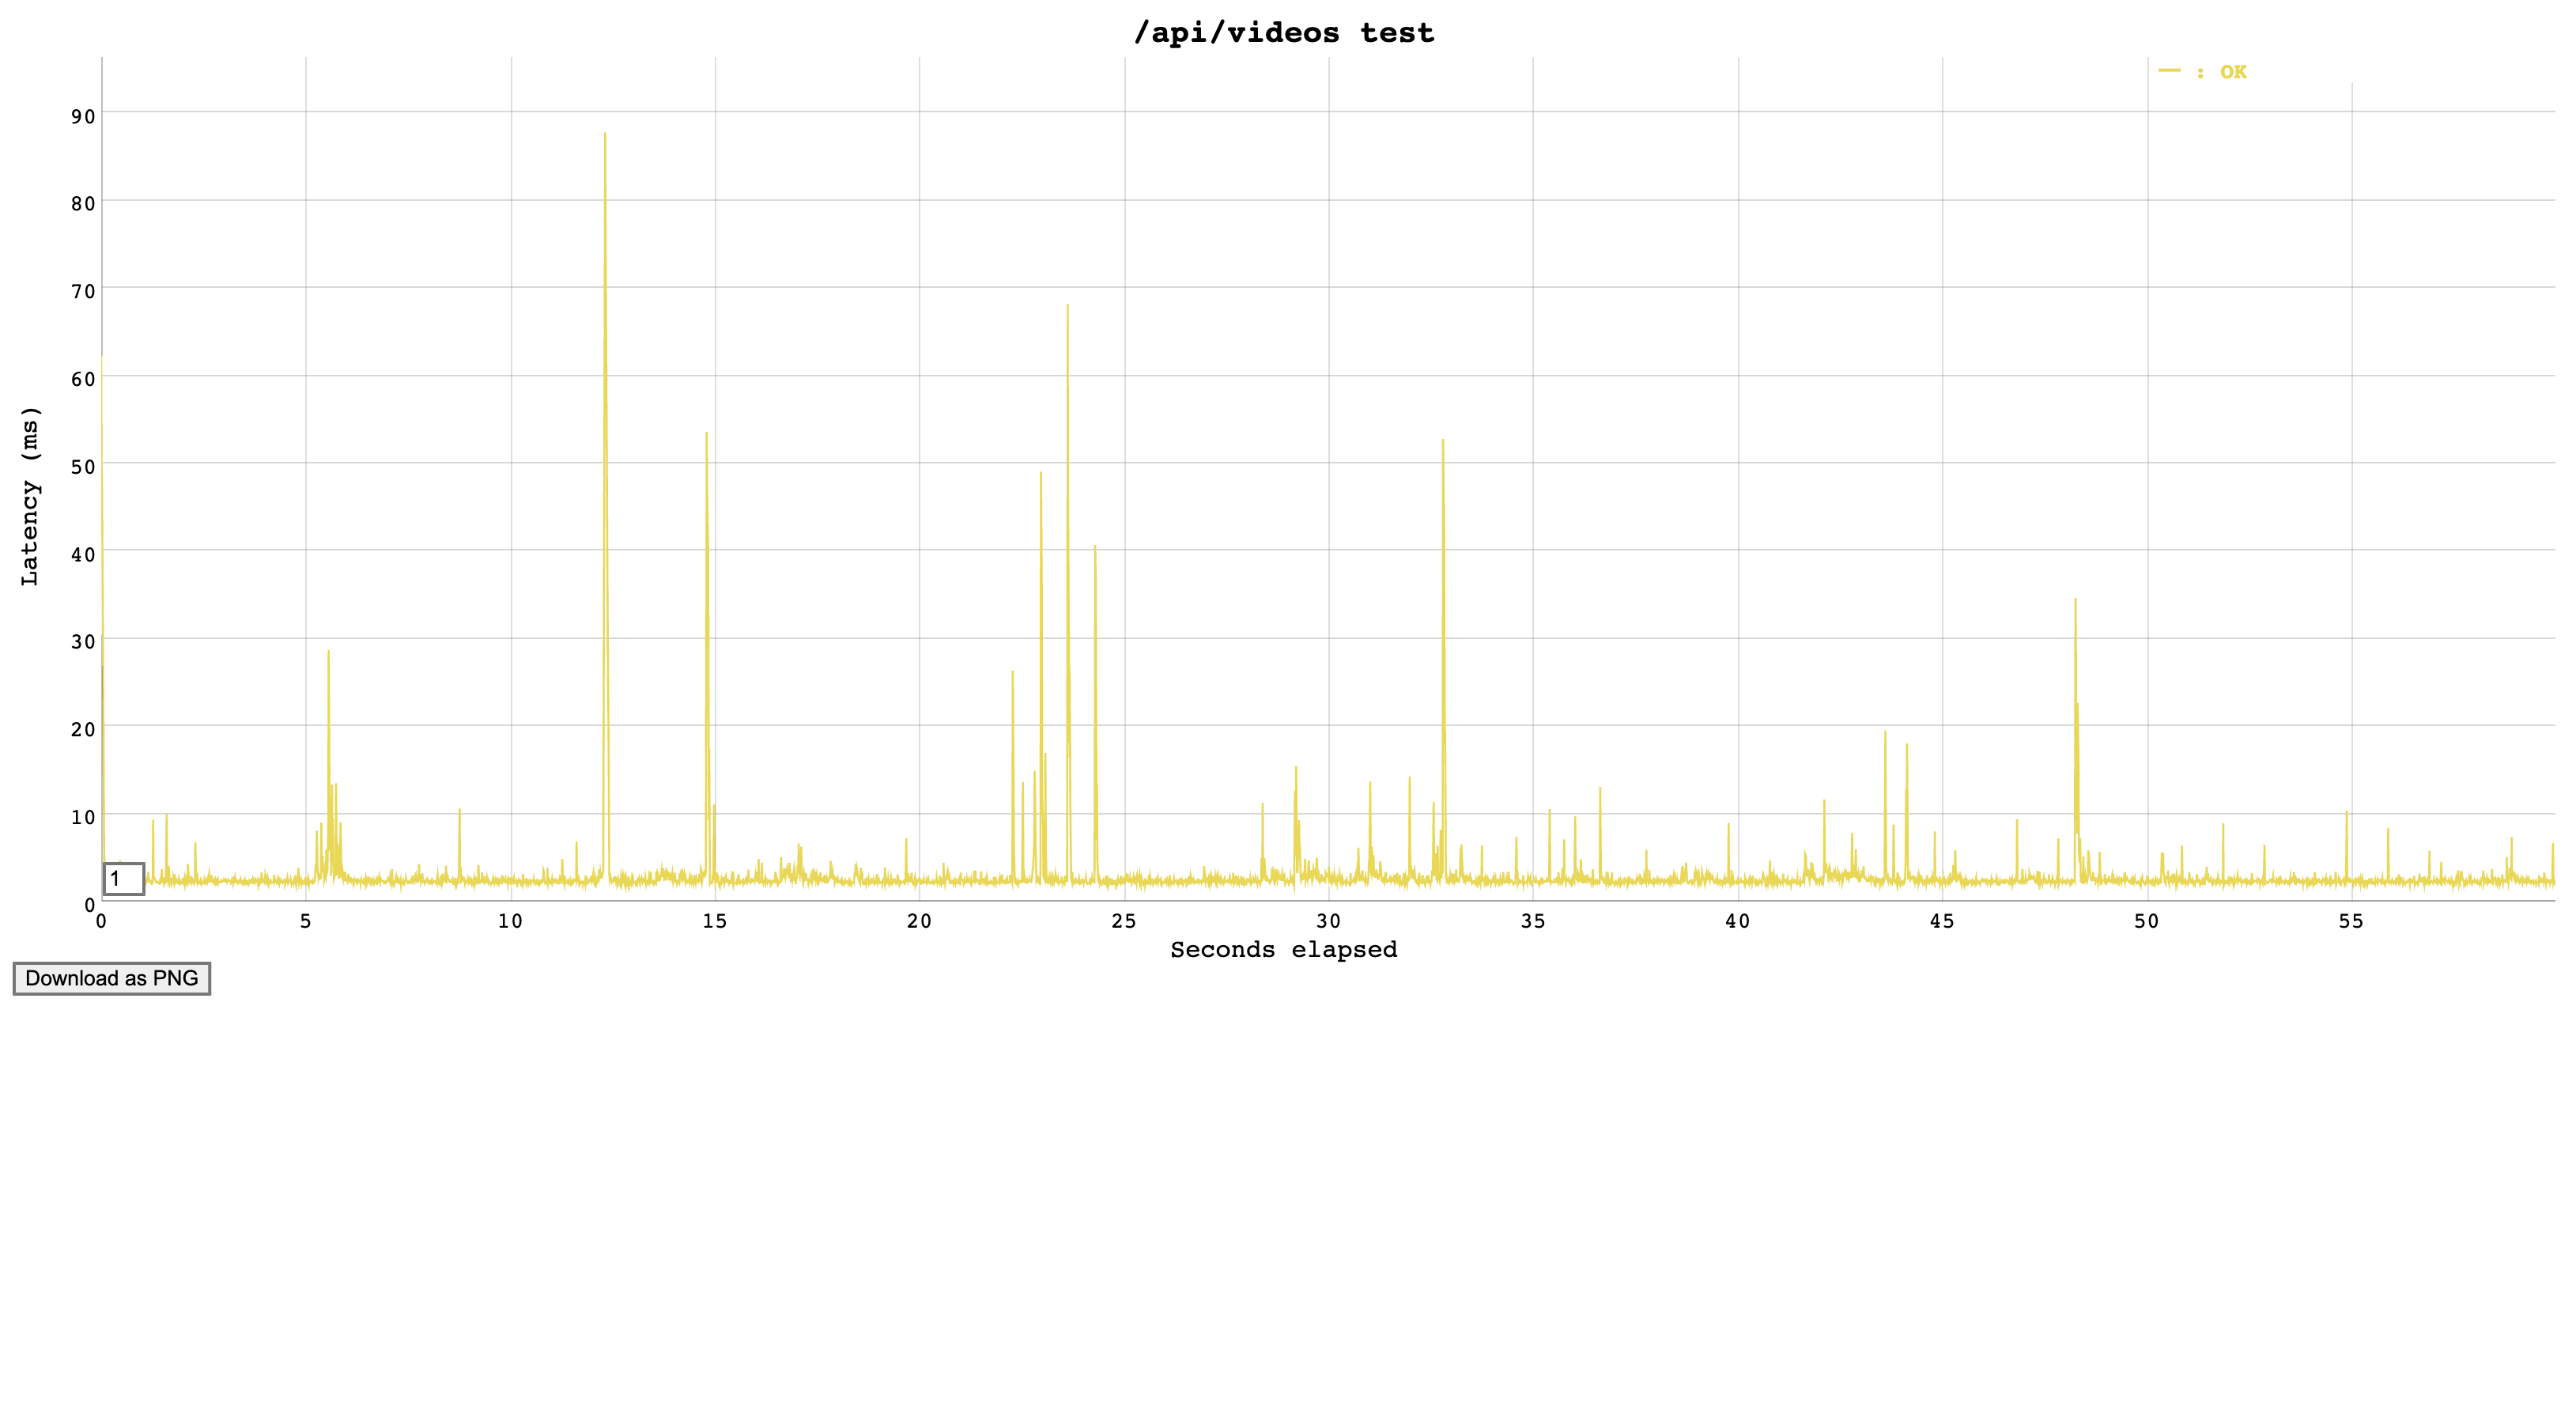 /api/videos test
: OK
90
80
70
60
50
40
30
20
10
0
Latency (ms)
1
0 5 10 15 20 25 30 35 40 45 50 55
Seconds elapsed
Download as PNG